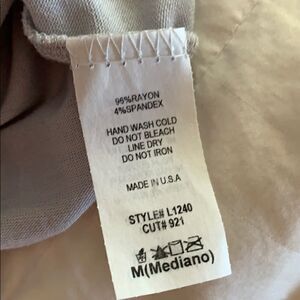 96%RAYON
4%SPANDEX
HAND WASH COLD
DO NOT BLEACH
LINE DRY
DO NOT IRON
MADE IN U.S.A
STYLE# L1240
CUT# 921
M(Mediano)